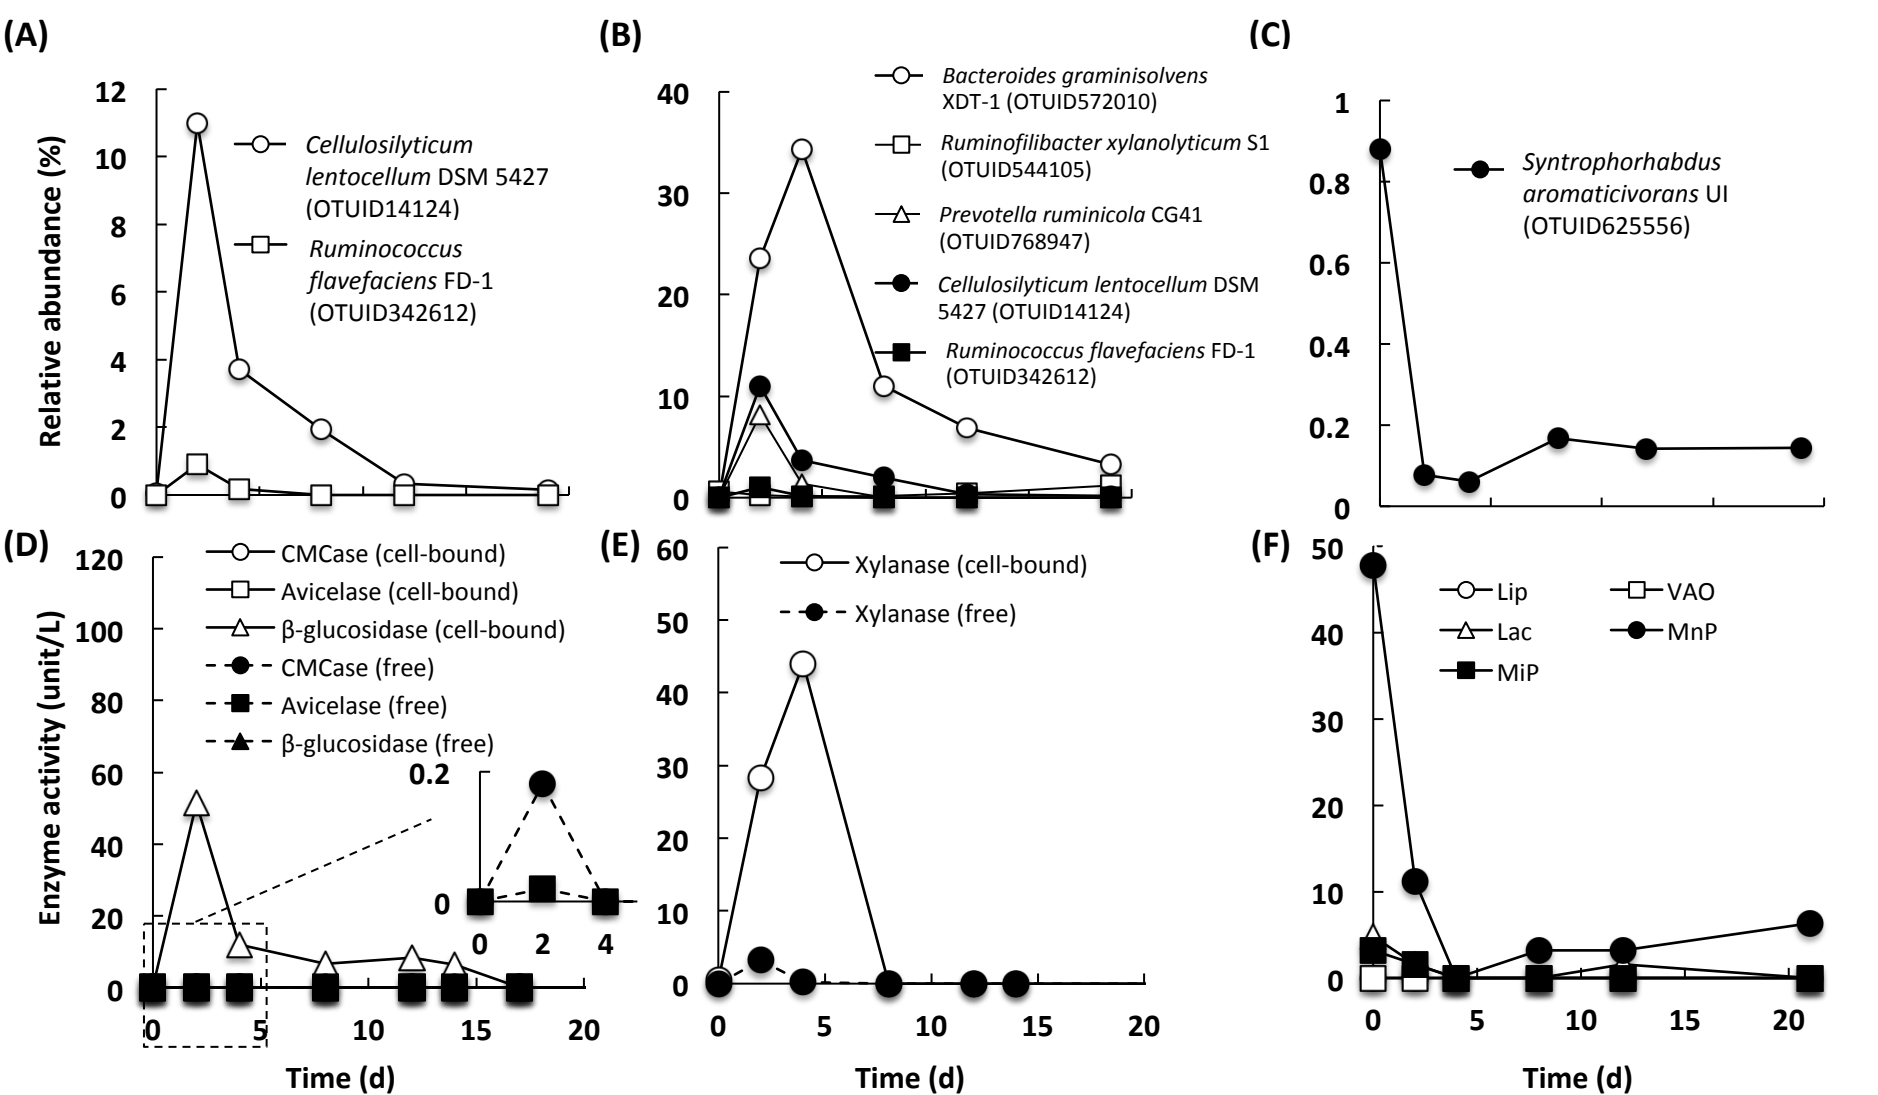 (A)
Relative abundance (%)
12
10
8
6
4
2
0
Cellulosilyticum
lentocellum DSM 5427
(OTUID14124)
Ruminococcus
flavefaciens FD-1
(OTUID342612)
(B)
40
30
20
10
0
Bacteroides graminisolvens
XDT-1 (OTUID572010)
Ruminofilibacter xylanolyticum S1
(OTUID544105)
Prevotella ruminicola CG41
(OTUID768947)
Cellulosilyticum lentocellum DSM
5427 (OTUID14124)
Ruminococcus flavefaciens FD-1
(OTUID342612)
(C)
1
0.8
0.6
0.4
0.2
0
Syntrophorhabdus
aromaticivorans UI
(OTUID625556)
(D)
Enzyme activity (unit/L)
120
100
80
60
40
20
0
CMCase (cell-bound)
Avicelase (cell-bound)
β-glucosidase (cell-bound)
CMCase (free)
Avicelase (free)
β-glucosidase (free)
0.2
0
0 2 4
0 5 10 15 20
Time (d)
(E)
60
50
40
30
20
10
0
Xylanase (cell-bound)
Xylanase (free)
0 5 10 15 20
Time (d)
(F)
50
40
30
20
10
0
Lip VAO
Lac MnP
MiP
0 5 10 15 20
Time (d)